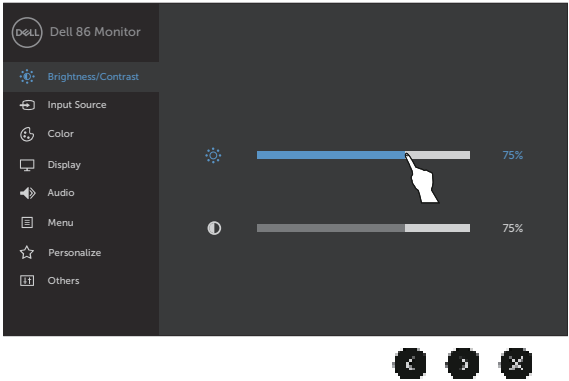 DELL Dell 86 Monitor
Brightness/Contrast
Input Source
Color
75%
Display
Audio
Menu
75%
Personalize
Others